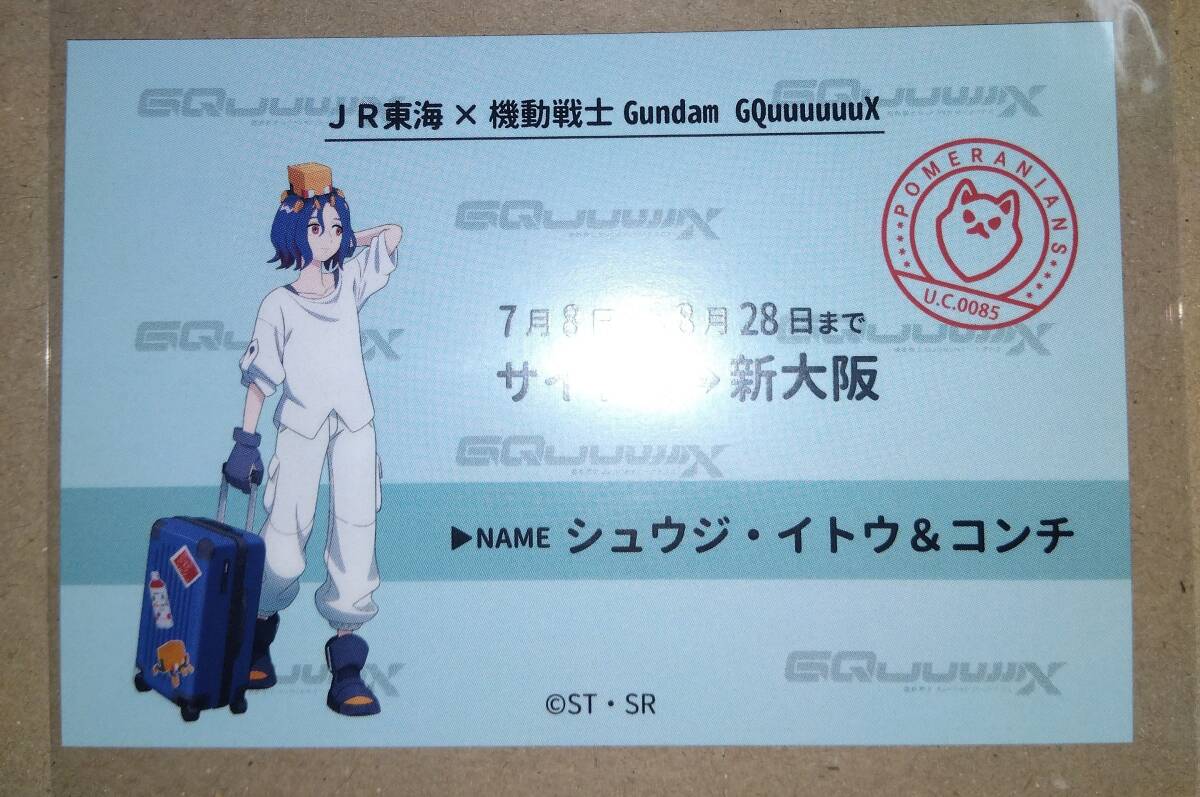 JR東海×機動戦士 Gundam GQuuuuuuX
POMERANIANS
U.C.0085
7月8日 8月28日まで
サイ →新大阪
▶NAME シュウジ・イトウ&コンチ
©ST・SR